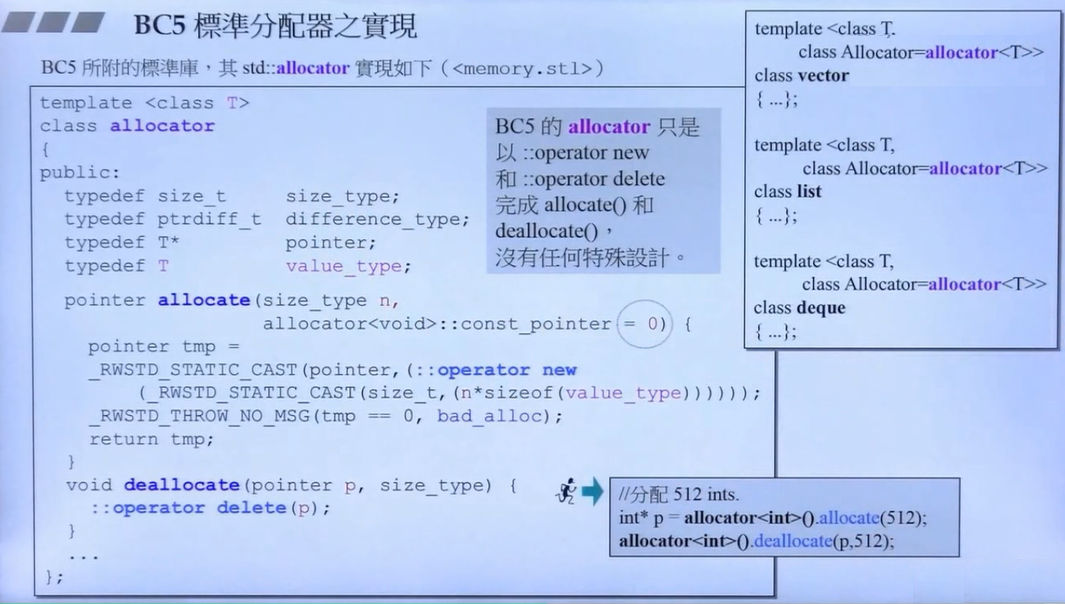 BC5 標準分配器之實現
BC5 所附的標準庫，其 std::allocator 實現如下（<memory.stl>）
template <class T>
class allocator
{
public:
typedef size_t size_type;
typedef ptrdiff_t difference_type;
typedef T* pointer;
typedef T value_type;
pointer allocate(size_type n,
allocator<void>::const_pointer = 0) {
pointer tmp =
_RWSTD_STATIC_CAST(pointer,(::operator new
(_RWSTD_STATIC_CAST(size_t,(n*sizeof(value_type))))));
_RWSTD_THROW_NO_MSG(tmp == 0, bad_alloc);
return tmp;
}
void deallocate(pointer p, size_type) {
::operator delete(p);
}
...
};
BC5 的 allocator 只是
以 ::operator new
和 ::operator delete
完成 allocate() 和
deallocate()，
沒有任何特殊設計。
template <class T,
class Allocator=allocator<T>>
class vector
{ ...};
template <class T,
class Allocator=allocator<T>>
class list
{ ...};
template <class T,
class Allocator=allocator<T>>
class deque
{ ...};
//分配 512 ints.
int* p = allocator<int>().allocate(512);
allocator<int>().deallocate(p,512);